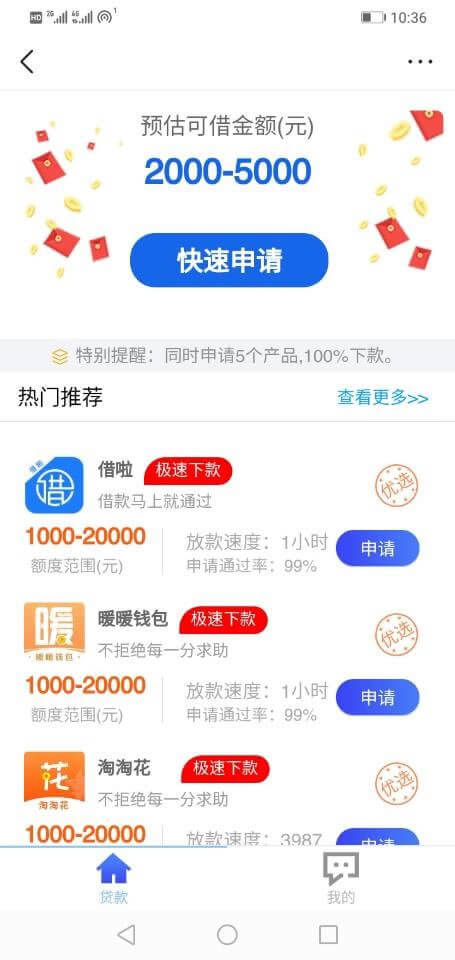 HD 2G 4G 1 10:36
预估可借金额(元)
2000-5000
快速申请
特别提醒：同时申请5个产品,100%下款。
热门推荐 查看更多>>
借啦 极速下款
借款马上就通过
优选
1000-20000 放款速度：1小时
额度范围(元) 申请通过率：99%
申请
暖暖钱包 极速下款
不拒绝每一分求助
优选
暖
·暖暖钱包·
1000-20000 放款速度：1小时
额度范围(元) 申请通过率：99%
申请
淘淘花 极速下款
不拒绝每一分求助
优选
花
淘淘花
1000-20000 放款速度：3987
申请
贷款 我的